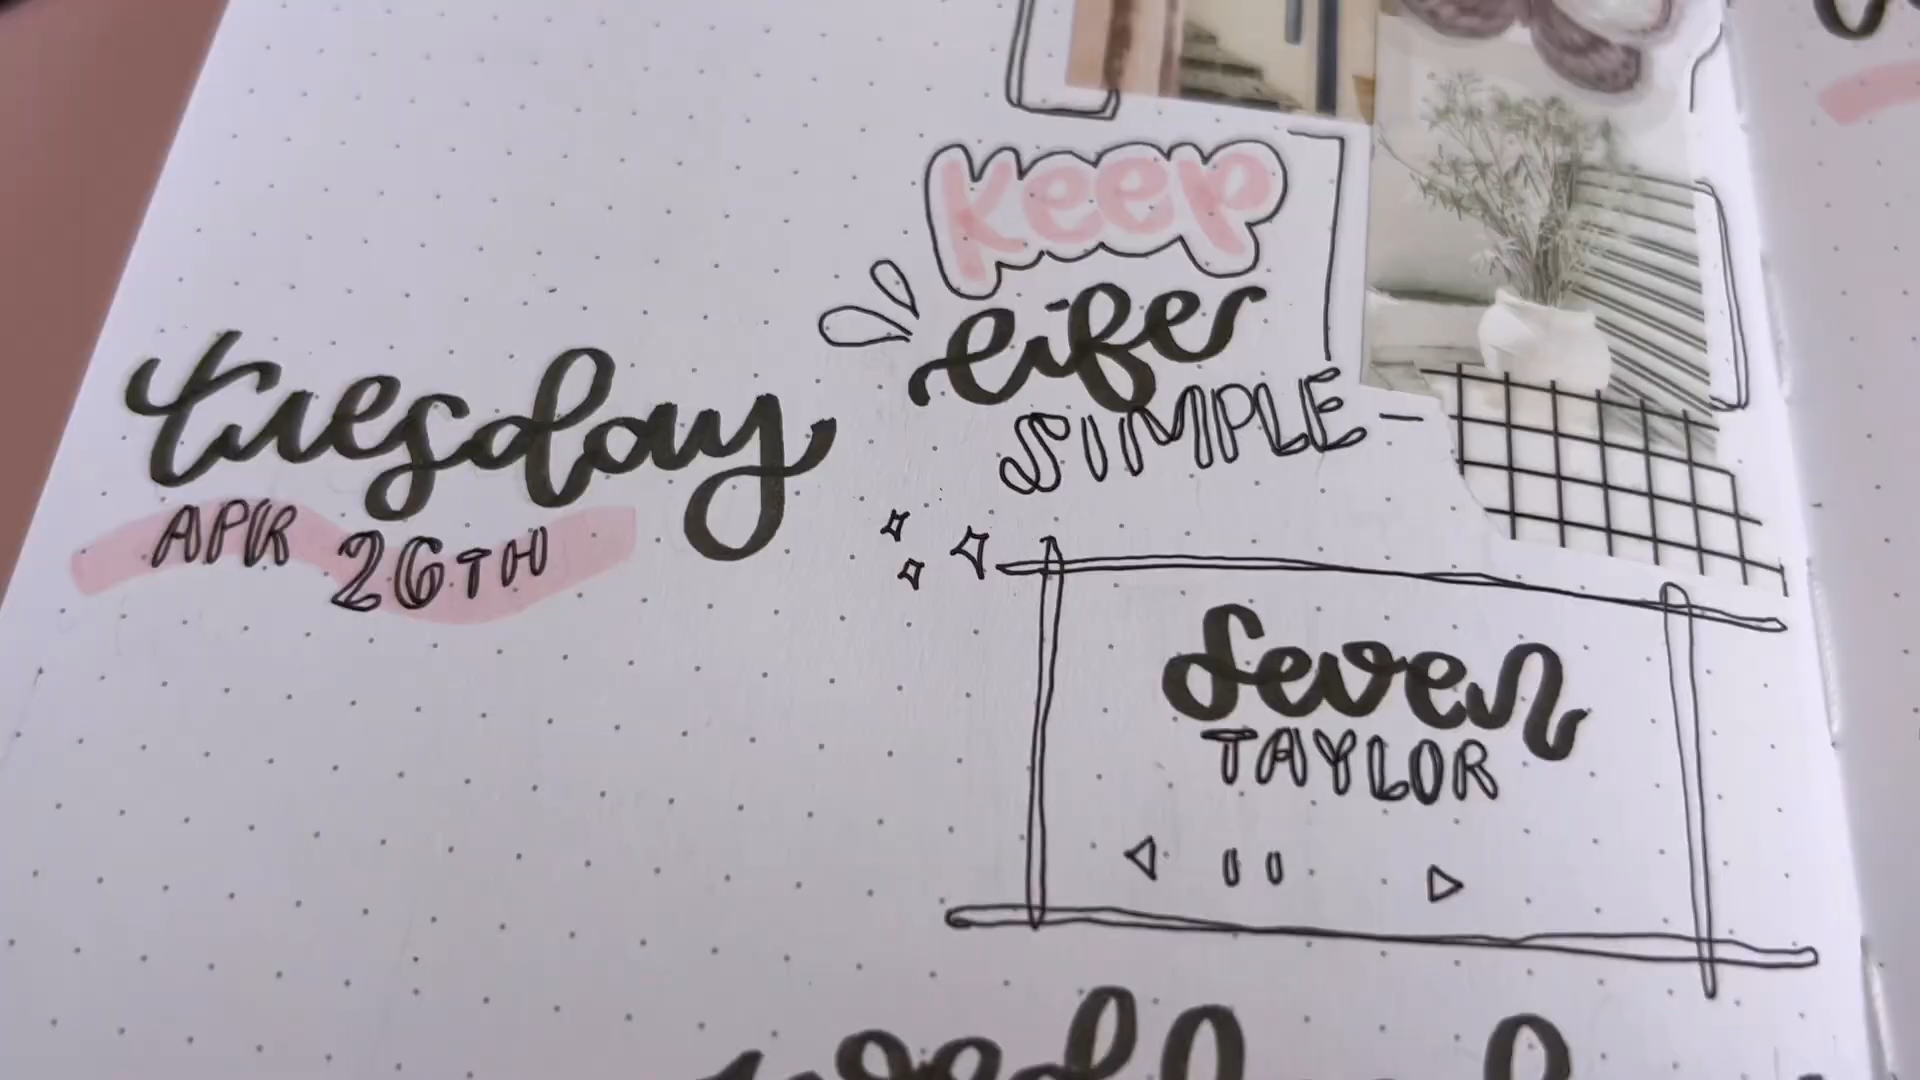 tuesday
APR 26TH
keep
life
SIMPLE -
seven
TAYLOR